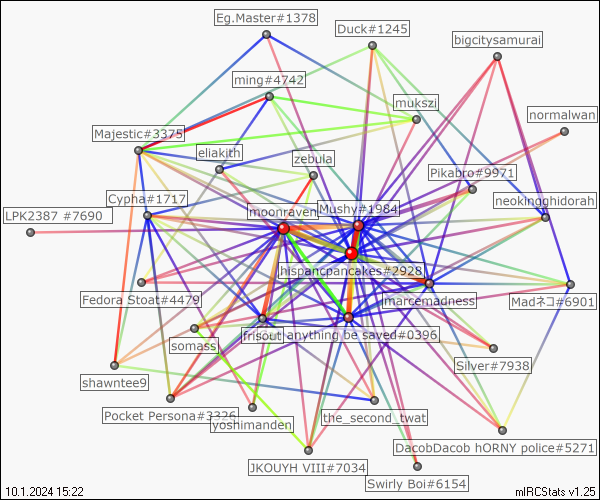 Eg.Master#1378
Duck#1245
bigcitysamurai
ming#4742
mukszi
normalwan
Majestic#3375
eliakith
zebula
Pikabro#9971
Cypha#1717
neokingghidorah
LPK2387 #7690
moonraven
Mushy#1984
hispancpancakes#2928
Fedora Stoat#4479
marcemadness
Madネコ#6901
frisout
anything be saved#0396
somass
Silver#7938
shawntee9
Pocket Persona#3326
yoshimanden
the_second_twat
DacobDacob hORNY police#5271
JKOUYH VIII#7034
Swirly Boi#6154
10.1.2024 15:22
mIRCStats v1.25